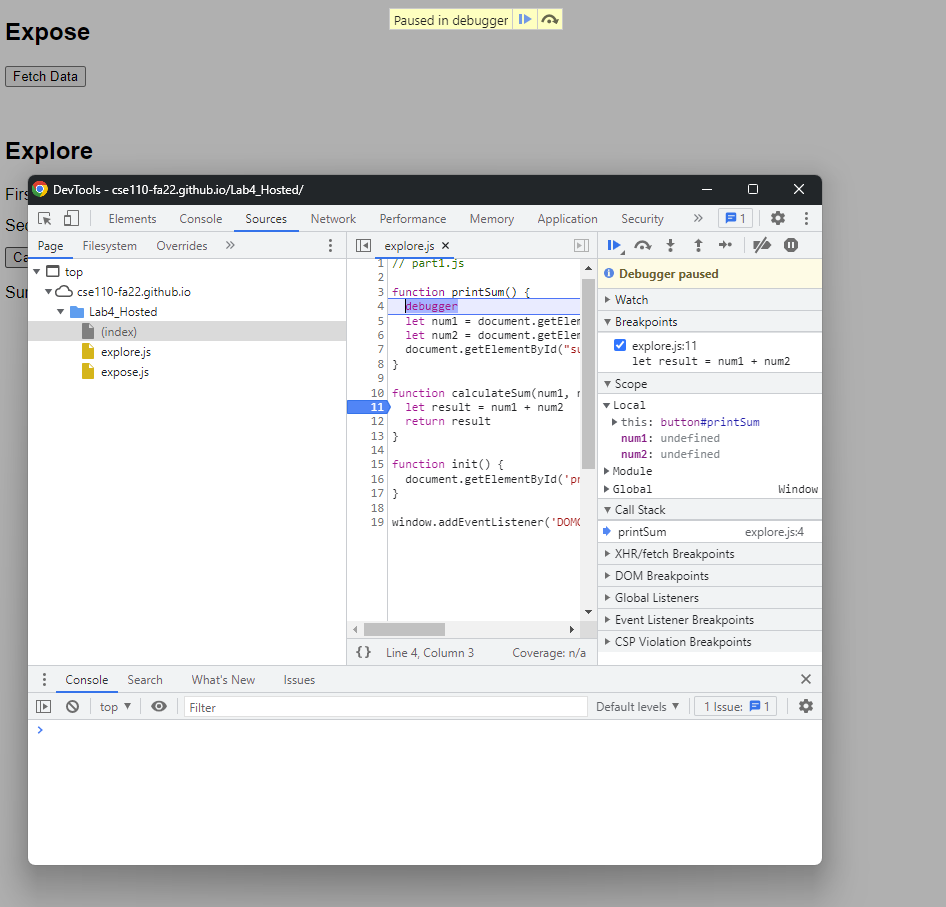 Paused in debugger
Expose
Fetch Data
Explore
Firs
Sec
Ca
Sum
DevTools - cse110-fa22.github.io/Lab4_Hosted/
Elements Console Sources Network Performance Memory Application Security » 1
Page Filesystem Overrides »
top
cse110-fa22.github.io
Lab4_Hosted
(index)
explore.js
expose.js
explore.js ×
1 // part1.js
2
3 function printSum() {
4 debugger
5 let num1 = document.getElem
6 let num2 = document.getElem
7 document.getElementById("su
8 }
9
10 function calculateSum(num1, n
11 let result = num1 + num2
12 return result
13 }
14
15 function init() {
16 document.getElementById('pr
17 }
18
19 window.addEventListener('DOMC
{} Line 4, Column 3 Coverage: n/a
Debugger paused
Watch
Breakpoints
explore.js:11
let result = num1 + num2
Scope
Local
this: button#printSum
num1: undefined
num2: undefined
Module
Global Window
Call Stack
printSum explore.js:4
XHR/fetch Breakpoints
DOM Breakpoints
Global Listeners
Event Listener Breakpoints
CSP Violation Breakpoints
Console Search What's New Issues
top Filter Default levels 1 Issue: 1